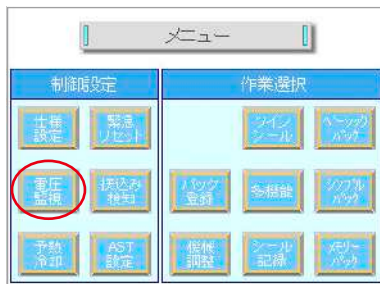 メニュー
制御設定
作業選択
仕様
設定
緊急
リセット
ツイン
シール
ベーシック
パック
電圧
監視
挟込み
検知
パック
登録
多機能
シンプル
パック
予熱
冷却
AST
設定
機械
調整
シール
記録
メモリー
パック